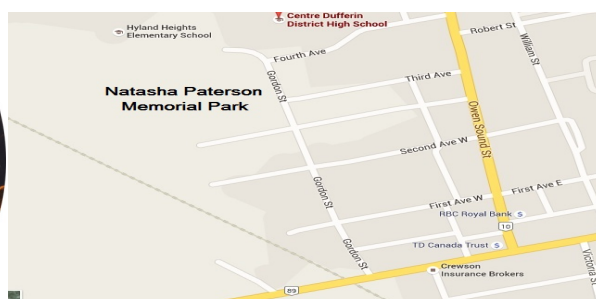 Hyland Heights
Elementary School
Centre Dufferin
District High School
Robert St
William St
Fourth Ave
Third Ave
Gordon St
Natasha Paterson
Memorial Park
Owen Sound St
Second Ave W
Gordon St
First Ave W
First Ave E
RBC Royal Bank
$
10
TD Canada Trust
$
Gordon St
Crewson
Insurance Brokers
Victoria St
89